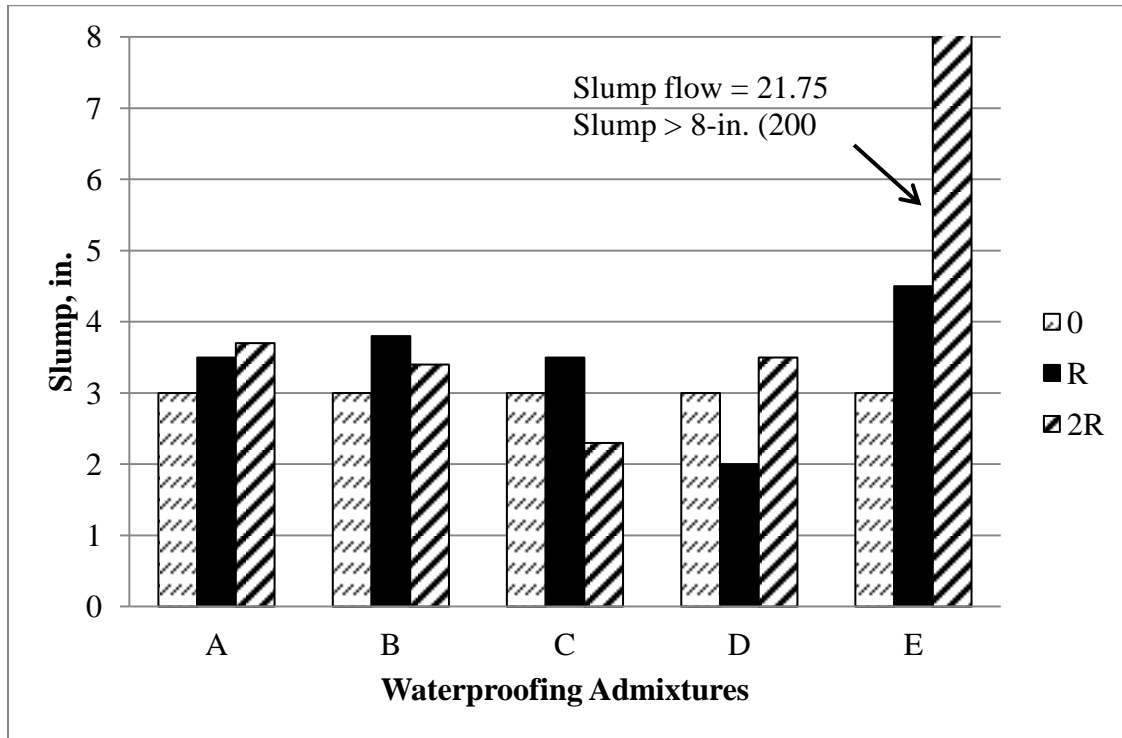 8
7
6
5
4
3
2
1
0
Slump, in.
Slump flow = 21.75
Slump > 8-in. (200
0
R
2R
A B C D E
Waterproofing Admixtures